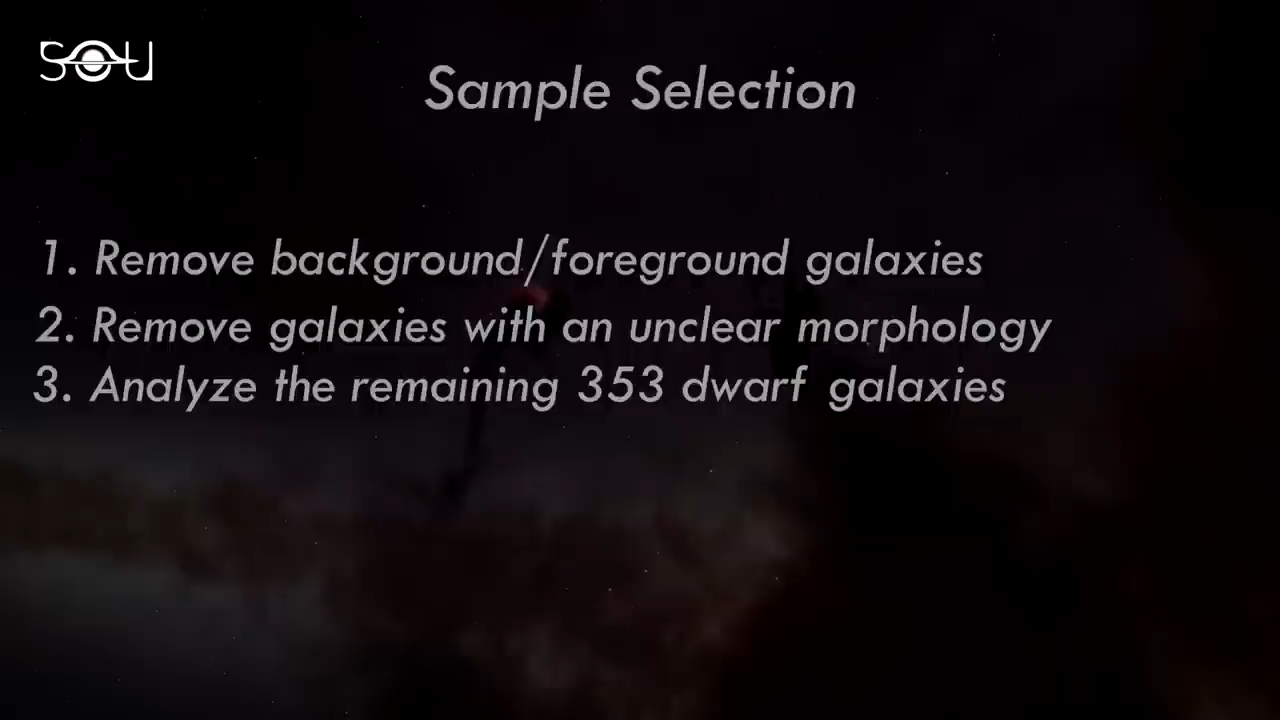 SOU
Sample Selection
1. Remove background/foreground galaxies
2. Remove galaxies with an unclear morphology
3. Analyze the remaining 353 dwarf galaxies